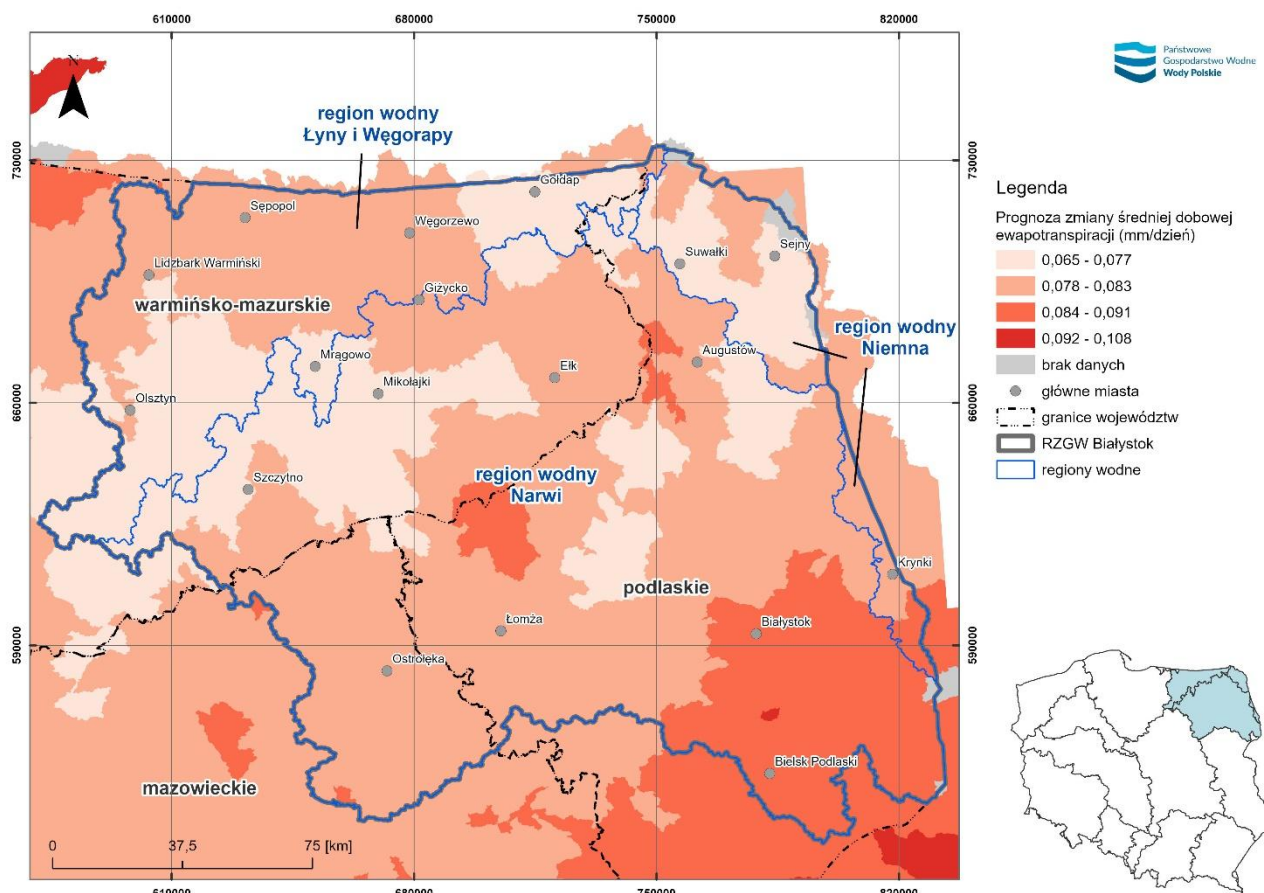 610000
680000
750000
820000
Państwowe
Gospodarstwo Wodne
Wody Polskie
N
region wodny
Łyny i Węgorapy
730000
730000
Gołdap
Sępopol
Węgorzewo
Suwałki
Sejny
Lidzbark Warmiński
warmińsko-mazurskie
Giżycko
region wodny
Niemna
Mrągowo
Augustów
Mikołajki
Ełk
Olsztyn
660000
660000
Szczytno
region wodny
Narwi
Krynki
podlaskie
Łomża
Białystok
590000
590000
Ostrołęka
Bielsk Podlaski
mazowieckie
0
37,5
75 [km]
610000
680000
750000
820000
Legenda
Prognoza zmiany średniej dobowej
ewapotranspiracji (mm/dzień)
0,065 - 0,077
0,078 - 0,083
0,084 - 0,091
0,092 - 0,108
brak danych
główne miasta
granice województw
RZGW Białystok
regiony wodne